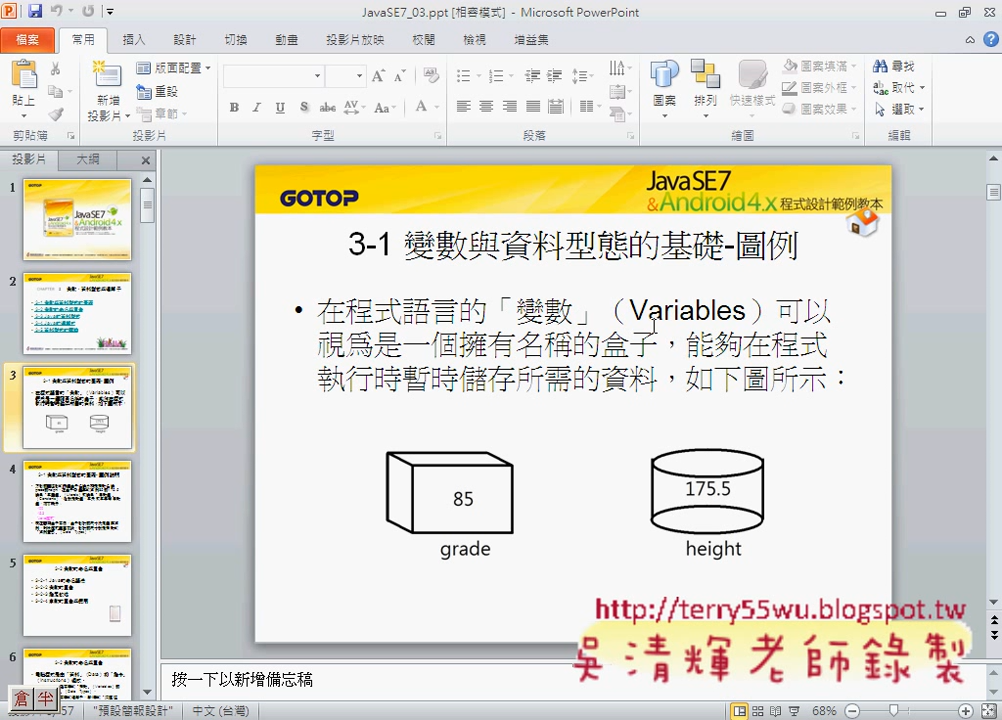 JavaSE7_03.ppt [相容模式] - Microsoft PowerPoint
檔案 常用 插入 設計 切換 動畫 投影片放映 校閱 檢視 增益集
貼上 新增 投影片 版面配置 重設 章節 圖案 排列 快速樣式 圖案填滿 圖案外框 圖案效果 尋找 取代 選取
剪貼簿 投影片 字型 段落 繪圖 編輯
投影片 大綱
1
2
3
4
5
6
GOTOP
JavaSE7
&Android4.x 程式設計範例教本
3-1 變數與資料型態的基礎-圖例
• 在程式語言的「變數」（Variables）可以
視為是一個擁有名稱的盒子，能夠在程式
執行時暫時儲存所需的資料，如下圖所示：
85
175.5
grade
height
http://terry55wu.blogspot.tw
吳清輝老師錄製
按一下以新增備忘稿
倉 半
"預設簡報設計" 中文 (台灣) 68%